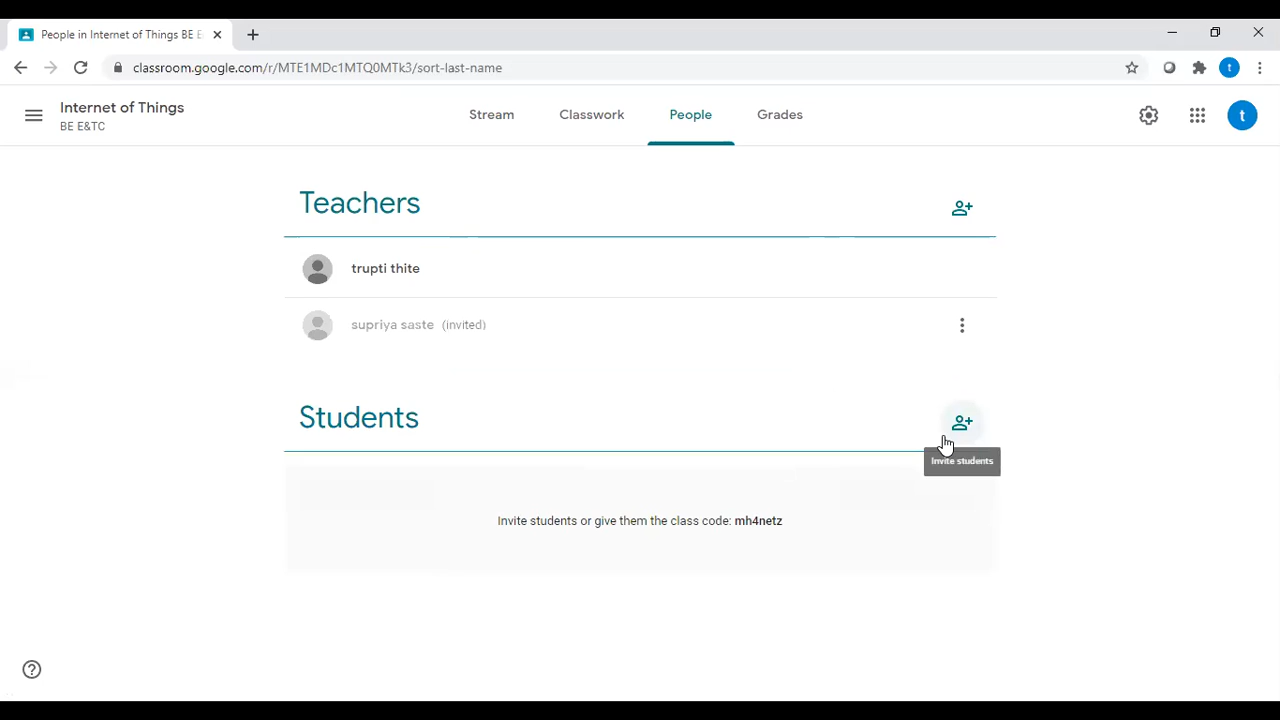 People in Internet of Things BE E
classroom.google.com/r/MTE1MDc1MTQ0MTk3/sort-last-name
t
Internet of Things
BE E&TC
Stream
Classwork
People
Grades
t
Teachers
trupti thite
supriya saste (invited)
Students
Invite students
Invite students or give them the class code: mh4netz